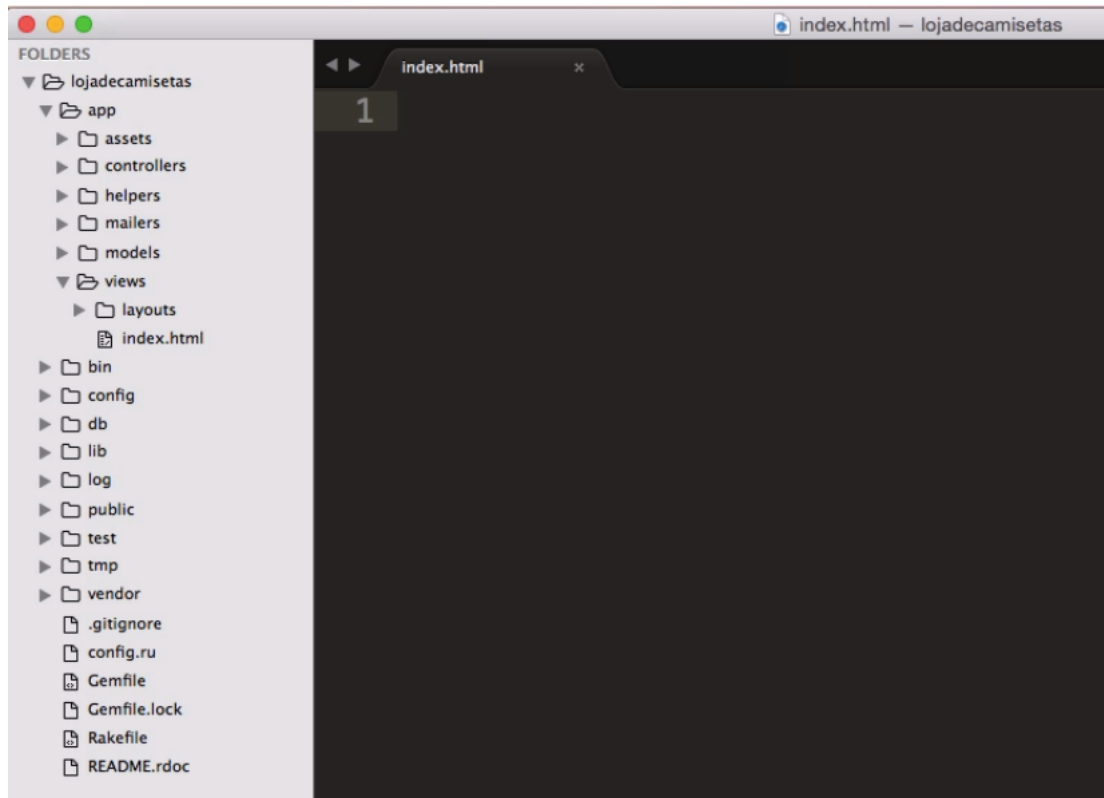 index.html — lojadecamisetas
FOLDERS
lojadecamisetas
app
assets
controllers
helpers
mailers
models
views
layouts
index.html
bin
config
db
lib
log
public
test
tmp
vendor
.gitignore
config.ru
Gemfile
Gemfile.lock
Rakefile
README.rdoc
index.html
1